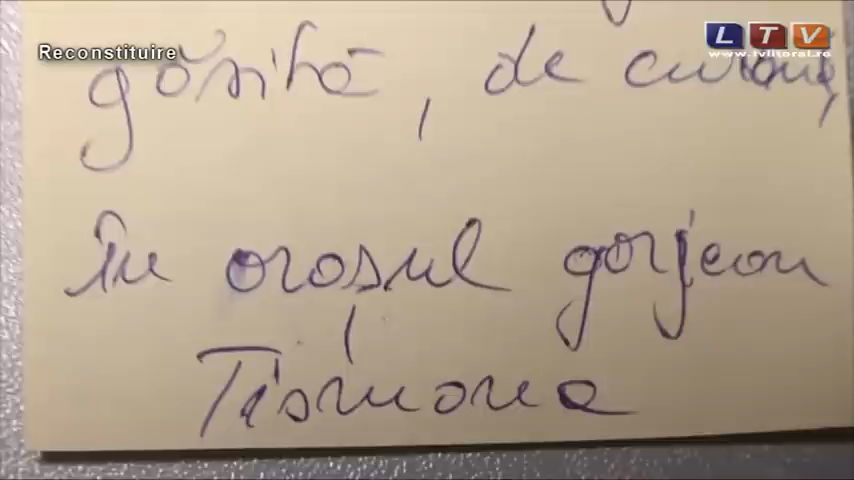 Reconstituire
LTV
www.tvlitoral.ro
găsită, de curând,
în orașul gorjean
Tismana